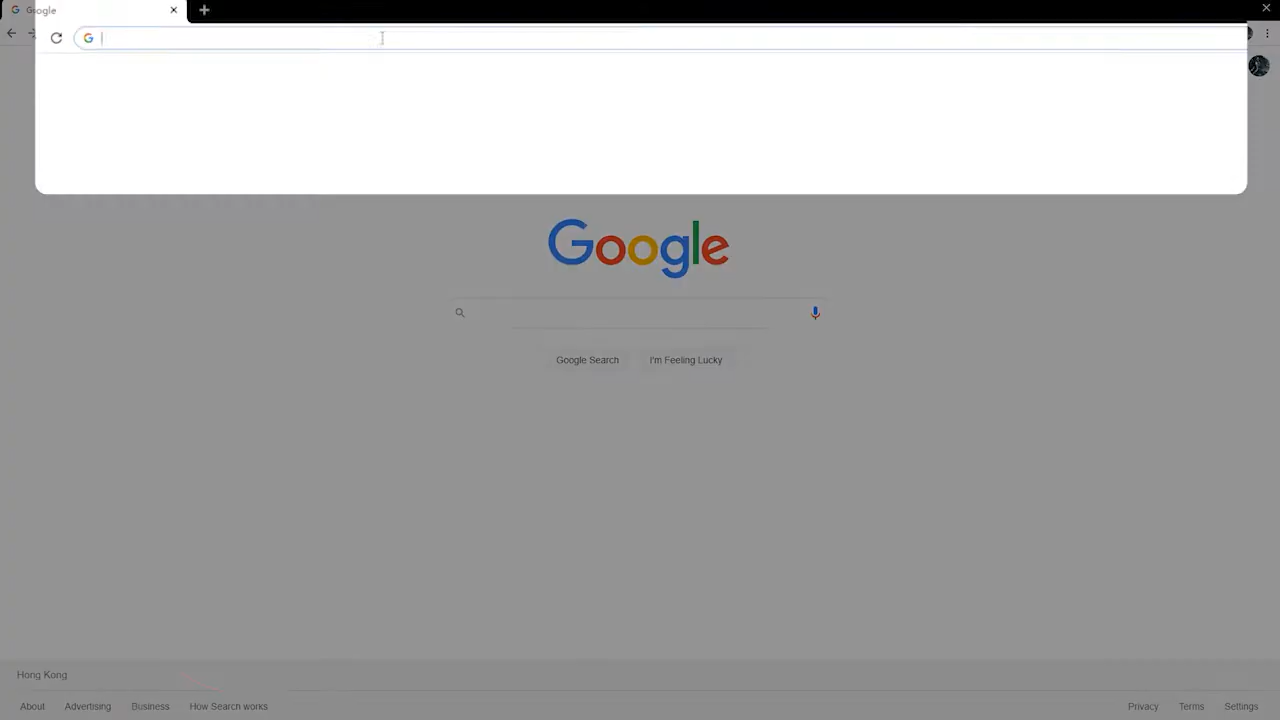 Google
Google
Google Search I'm Feeling Lucky
Hong Kong
About Advertising Business How Search works Privacy Terms Settings